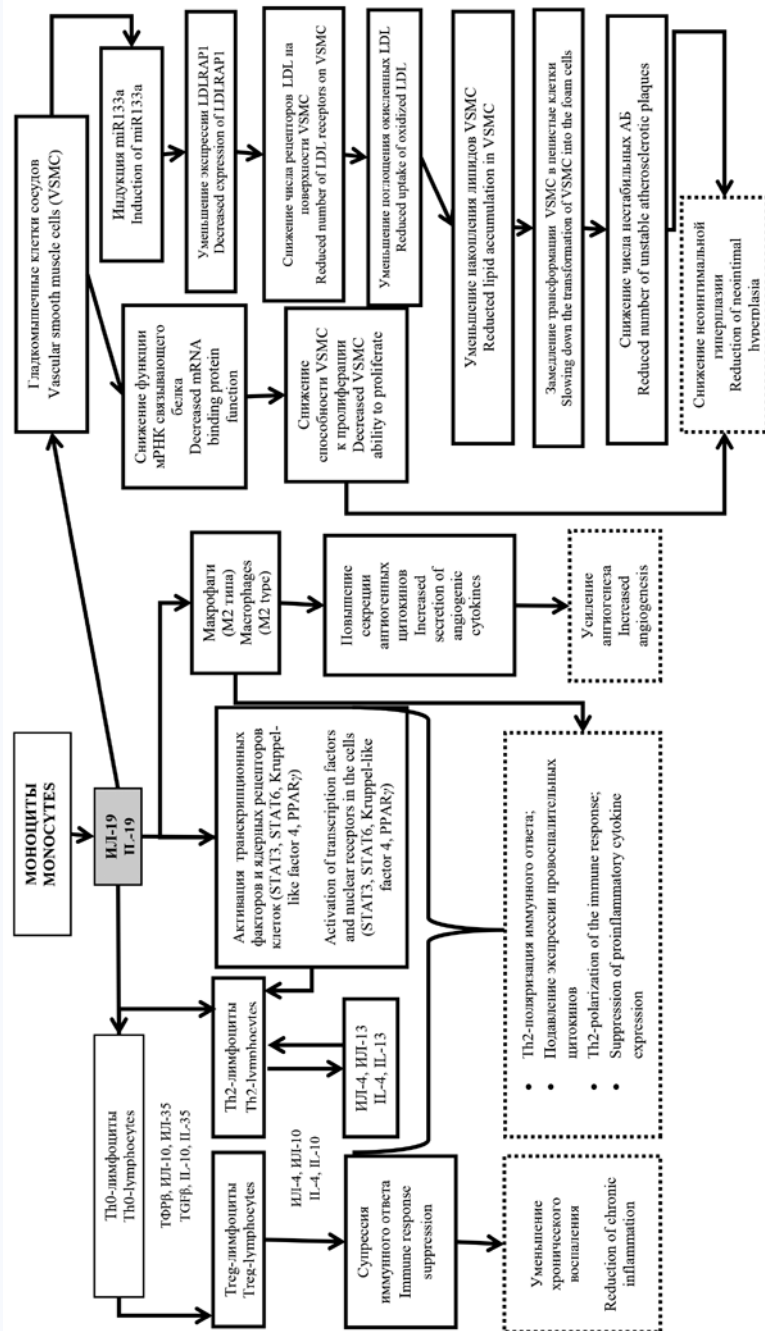 МОНОЦИТЫ
MONOCYTES
ИЛ-19
IL-19
Th0-лимфоциты
Th0-lymphocytes
ТФРβ, ИЛ-10, ИЛ-35
TGFβ, IL-10, IL-35
Treg-лимфоциты
Treg-lymphocytes
Th2-лимфоциты
Th2-lymphocytes
ИЛ-4, ИЛ-10
IL-4, IL-10
ИЛ-4, ИЛ-13
IL-4, IL-13
Супрессия
иммунного ответа
Immune response
suppression
Уменьшение
хронического
воспаления
Reduction of chronic
inflammation
Активация транскрипционных
факторов и ядерных рецепторов
клеток (STAT3, STAT6, Kruppel-
like factor 4, PPARγ)
Activation of transcription factors
and nuclear receptors in the cells
(STAT3, STAT6, Kruppel-like
factor 4, PPARγ)
• Th2-поляризация иммунного ответа;
• Подавление экспрессии провоспалительных
цитокинов
• Th2-polarization of the immune response;
• Suppression of proinflammatory cytokine
expression
Макрофаги
(М2 типа)
Macrophages
(M2 type)
Повышение
секреции
ангиогенных
цитокинов
Increased
secretion of
angiogenic
cytokines
Усиление
ангиогенеза
Increased
angiogenesis
Гладкомышечные клетки сосудов
Vascular smooth muscle cells (VSMC)
Снижение функции
мРНК связывающего
белка
Decreased mRNA
binding protein
function
Снижение
способности VSMC
к пролиферации
Decreased VSMC
ability to proliferate
Индукция miR133a
Induction of miR133a
Уменьшение экспрессии LDLRAP1
Decreased expression of LDLRAP1
Снижение числа рецепторов LDL на
поверхности VSMC
Reduced number of LDL receptors on VSMC
Уменьшение поглощения окисленных LDL
Reduced uptake of oxidized LDL
Уменьшение накопления липидов VSMC
Reducted lipid accumulation in VSMC
Замедление трансформации VSMC в пенистые клетки
Slowing down the transformation of VSMC into the foam cells
Снижение числа нестабильных АБ
Reduced number of unstable atherosclerotic plaques
Снижение неоинтимальной
гиперплазии
Reduction of neointimal
hyperplasia